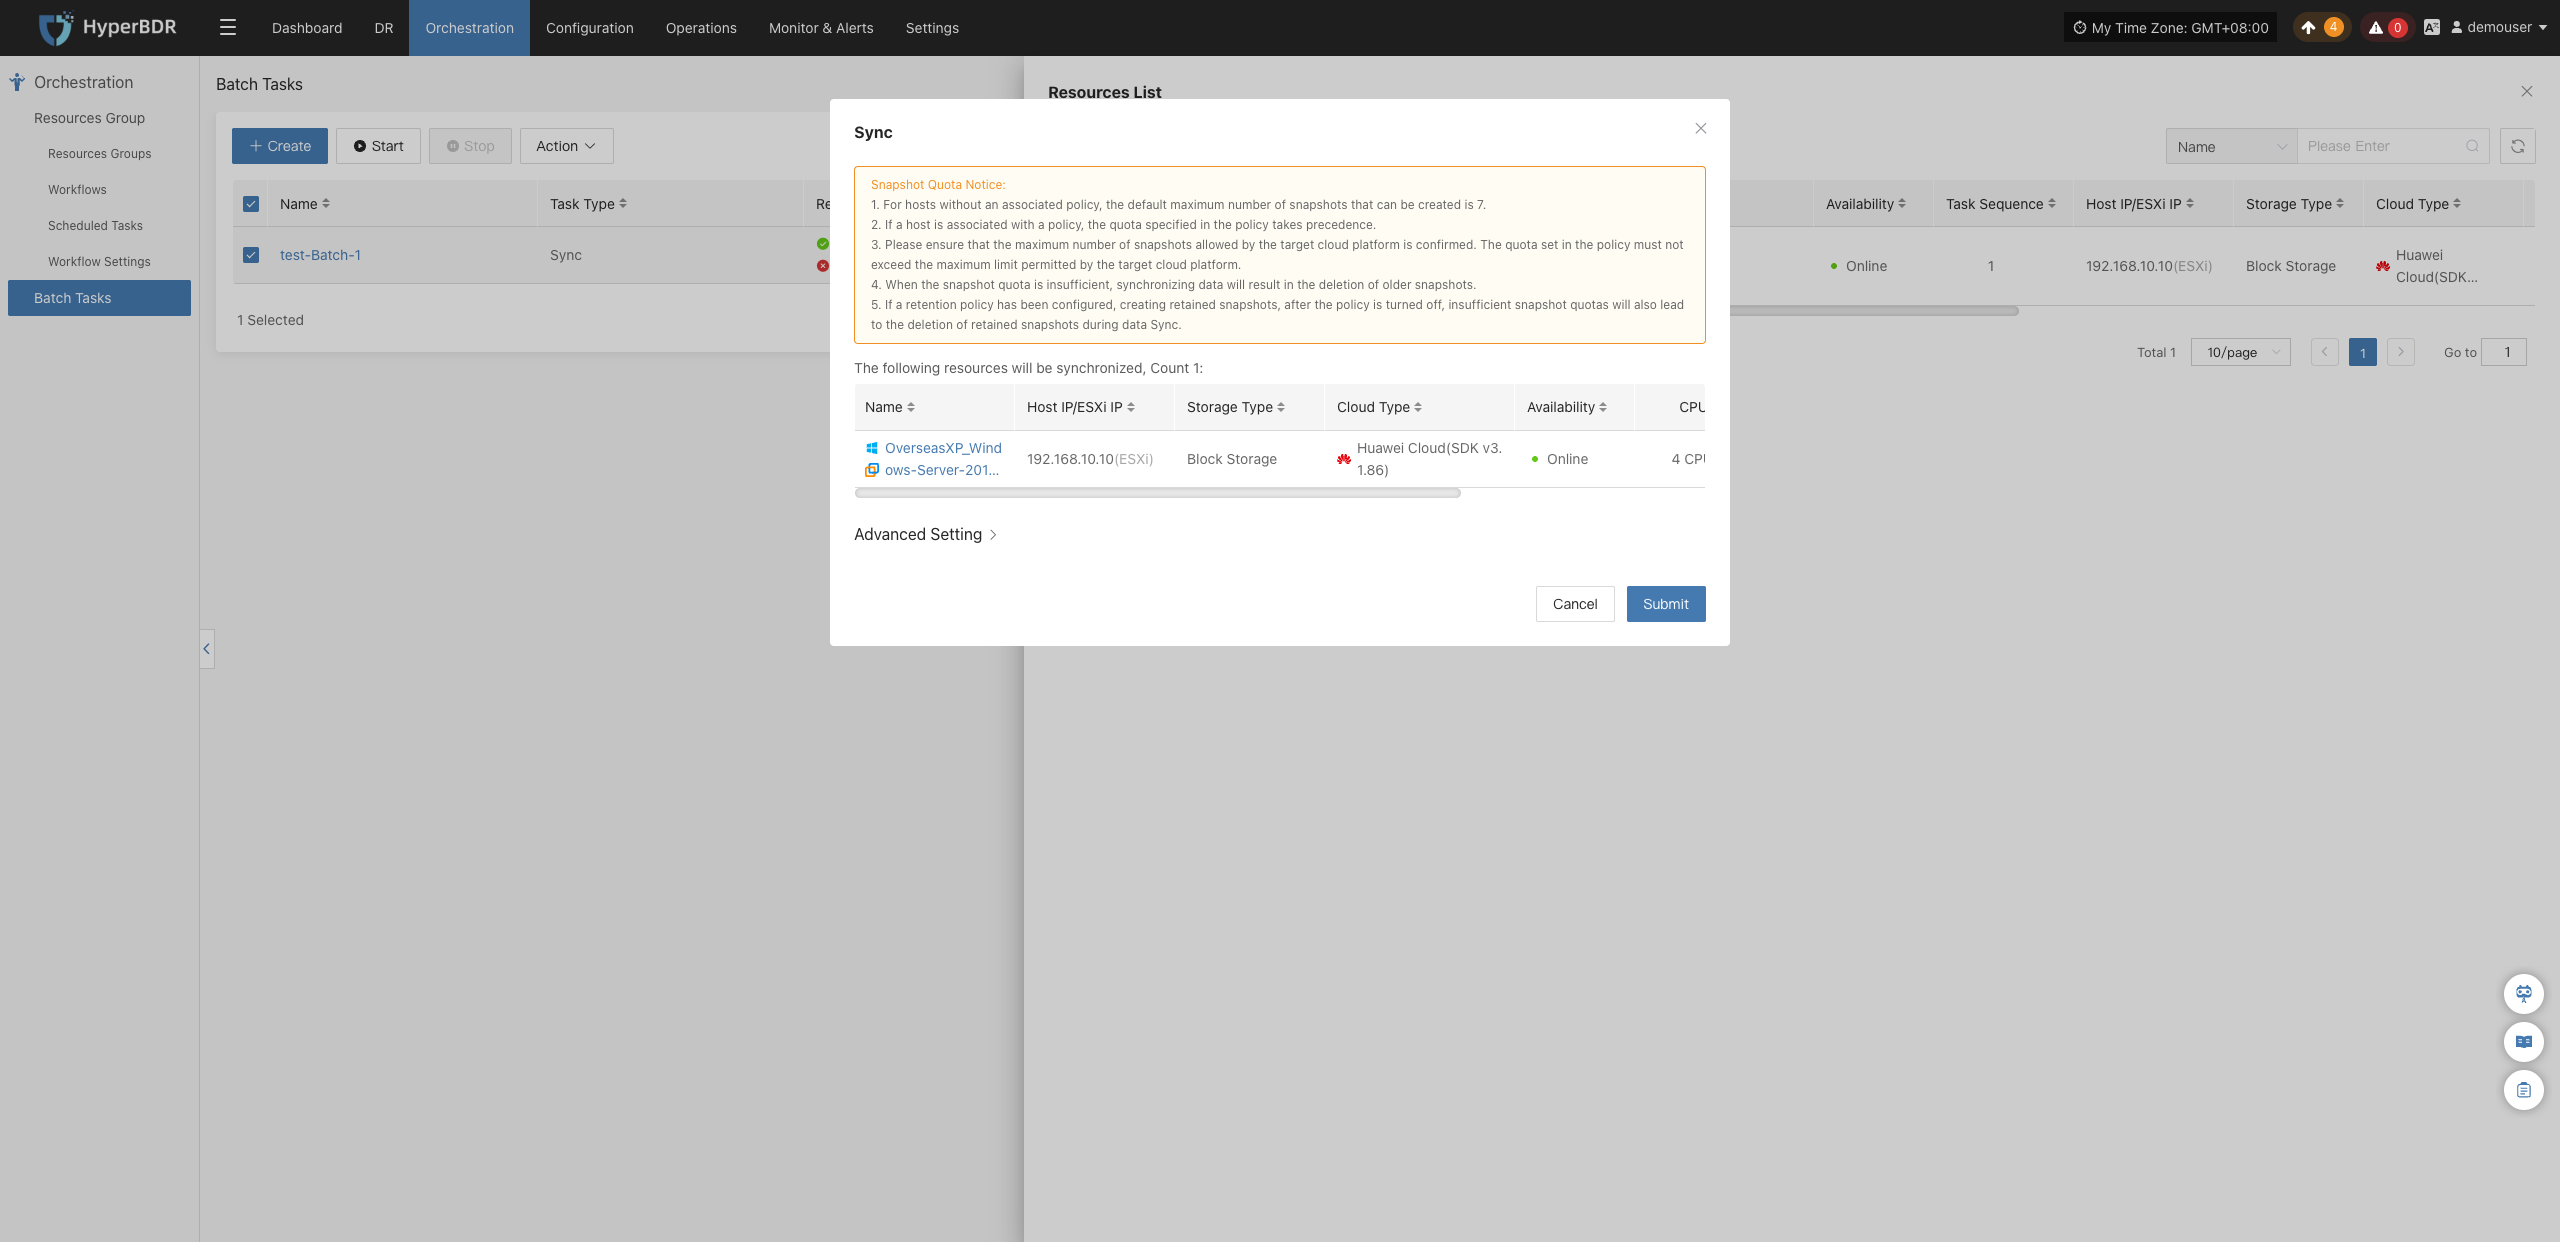 HyperBDR
Dashboard
DR
Orchestration
Configuration
Operations
Monitor & Alerts
Settings
My Time Zone: GMT+08:00
4
0
demouser
Orchestration
Resources Group
Resources Groups
Workflows
Scheduled Tasks
Workflow Settings
Batch Tasks
Batch Tasks
Create
Start
Stop
Action
Name
Task Type
Re
test-Batch-1
Sync
1 Selected
Resources List
Name
Please Enter
Availability
Task Sequence
Host IP/ESXi IP
Storage Type
Cloud Type
Online
1
192.168.10.10(ESXi)
Block Storage
Huawei
Cloud(SDK...
Total 1
10/page
1
Go to
1
Sync
Snapshot Quota Notice:
1. For hosts without an associated policy, the default maximum number of snapshots that can be created is 7.
2. If a host is associated with a policy, the quota specified in the policy takes precedence.
3. Please ensure that the maximum number of snapshots allowed by the target cloud platform is confirmed. The quota set in the policy must not
exceed the maximum limit permitted by the target cloud platform.
4. When the snapshot quota is insufficient, synchronizing data will result in the deletion of older snapshots.
5. If a retention policy has been configured, creating retained snapshots, after the policy is turned off, insufficient snapshot quotas will also lead
to the deletion of retained snapshots during data Sync.
The following resources will be synchronized, Count 1:
Name
Host IP/ESXi IP
Storage Type
Cloud Type
Availability
CPU
OverseasXP_Wind
ows-Server-201...
192.168.10.10(ESXi)
Block Storage
Huawei Cloud(SDK v3.
1.86)
Online
4 CPU
Advanced Setting
Cancel
Submit